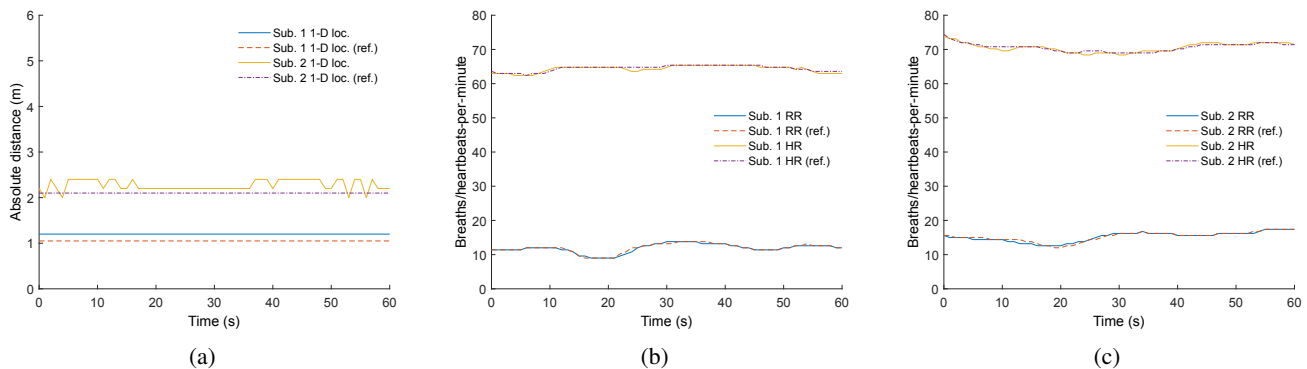 6
5
4
3
2
1
0
Absolute distance (m)
Sub. 1 1-D loc.
Sub. 1 1-D loc. (ref.)
Sub. 2 1-D loc.
Sub. 2 1-D loc. (ref.)
0 10 20 30 40 50 60
Time (s)
(a)
80
70
60
50
40
30
20
10
0
Breaths/heartbeats-per-minute
Sub. 1 RR
Sub. 1 RR (ref.)
Sub. 1 HR
Sub. 1 HR (ref.)
0 10 20 30 40 50 60
Time (s)
(b)
80
70
60
50
40
30
20
10
0
Breaths/heartbeats-per-minute
Sub. 2 RR
Sub. 2 RR (ref.)
Sub. 2 HR
Sub. 2 HR (ref.)
0 10 20 30 40 50 60
Time (s)
(c)